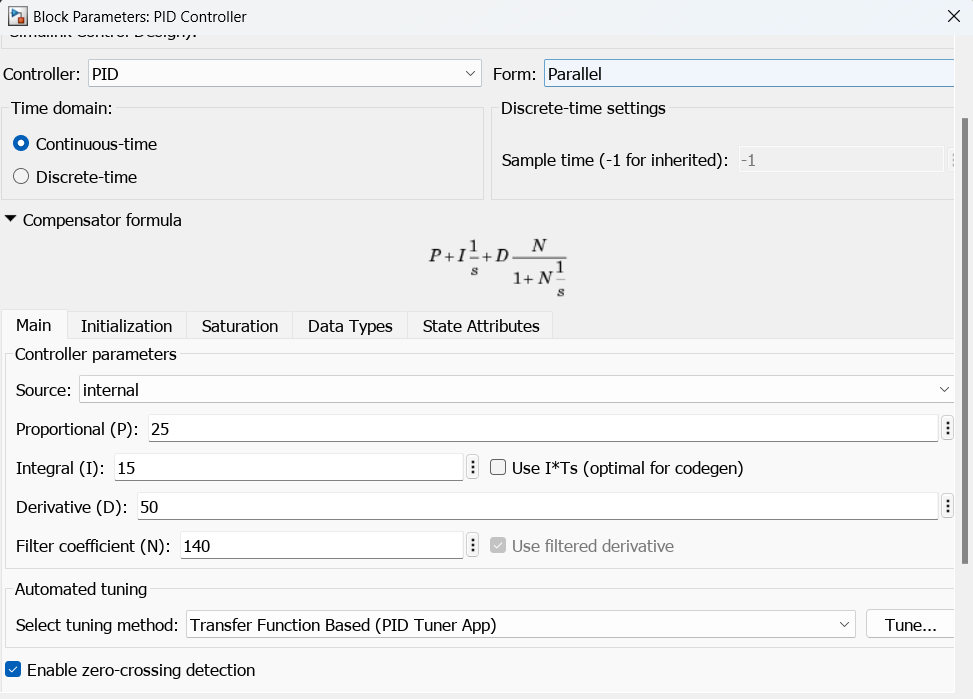 Block Parameters: PID Controller
Simulink Control Design).
Controller: PID Form: Parallel
Time domain: Discrete-time settings
Continuous-time
Sample time (-1 for inherited): -1
Discrete-time
Compensator formula
P + I 1/s + D N/(1 + N 1/s)
Main Initialization Saturation Data Types State Attributes
Controller parameters
Source: internal
Proportional (P): 25
Integral (I): 15 Use I*Ts (optimal for codegen)
Derivative (D): 50
Filter coefficient (N): 140 Use filtered derivative
Automated tuning
Select tuning method: Transfer Function Based (PID Tuner App) Tune...
Enable zero-crossing detection